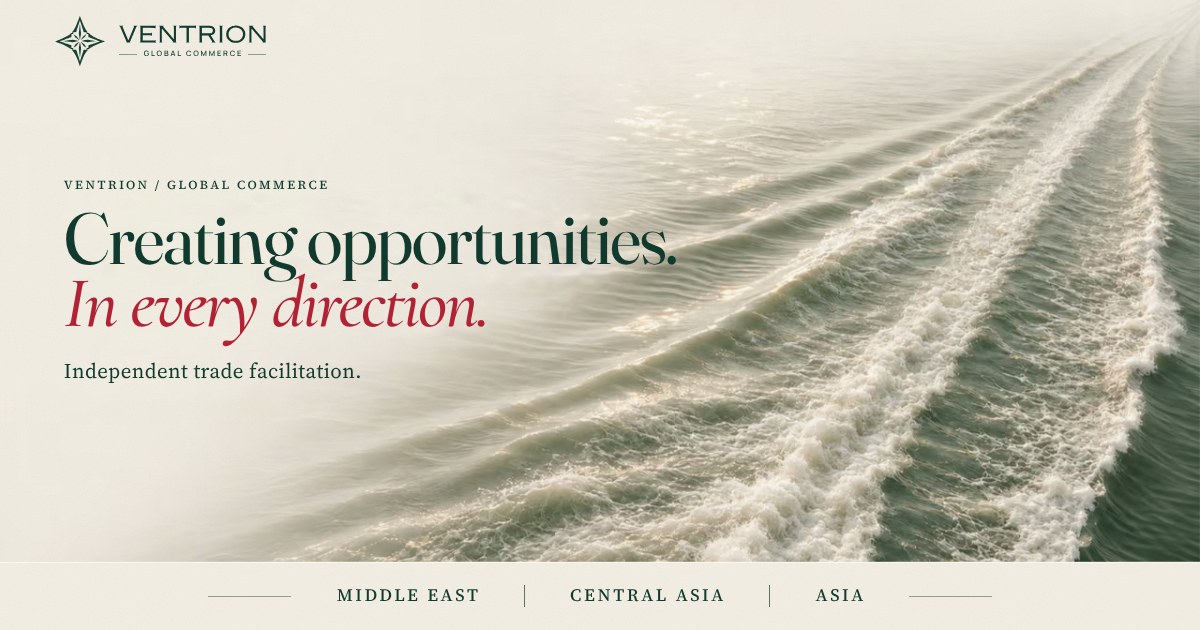 VENTRION
GLOBAL COMMERCE
VENTRION / GLOBAL COMMERCE
Creating opportunities.
In every direction.
Independent trade facilitation.
MIDDLE EAST | CENTRAL ASIA | ASIA